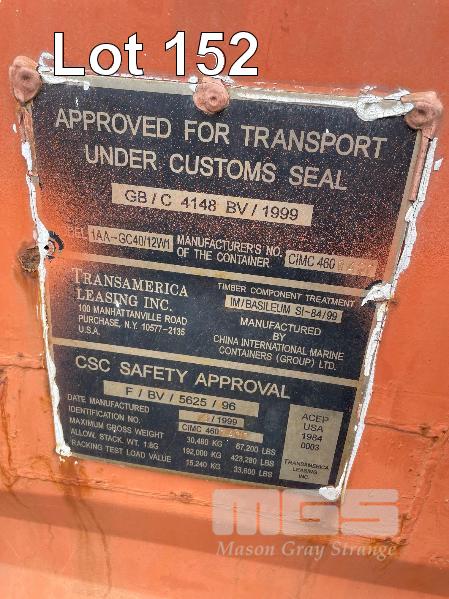 Lot 152
APPROVED FOR TRANSPORT
UNDER CUSTOMS SEAL
GB / C 4148 BV / 1999
1AA-GC40/12W1
MANUFACTURER'S NO.
OF THE CONTAINER
CIMC 460
TRANSAMERICA
LEASING INC.
100 MANHATTANVILLE ROAD
PURCHASE, N.Y. 10577-2135
U.S.A.
TIMBER COMPONENT TREATMENT
IM/BASILEUM SI-84/99
MANUFACTURED
BY
CHINA INTERNATIONAL MARINE
CONTAINERS (GROUP) LTD.
CSC SAFETY APPROVAL
F / BV / 5625 / 96
DATE MANUFACTURED /1999
IDENTIFICATION NO. CIMC 460
MAXIMUM GROSS WEIGHT 30,480 KG 67,200 LBS
ALLOW. STACK. WT. 1.8G 192,000 KG 423,280 LBS
RACKING TEST LOAD VALUE 15,240 KG 33,600 LBS
ACEP
USA
1984
0003
TRANSAMERICA
LEASING
INC.
MGS
Mason Gray Strange